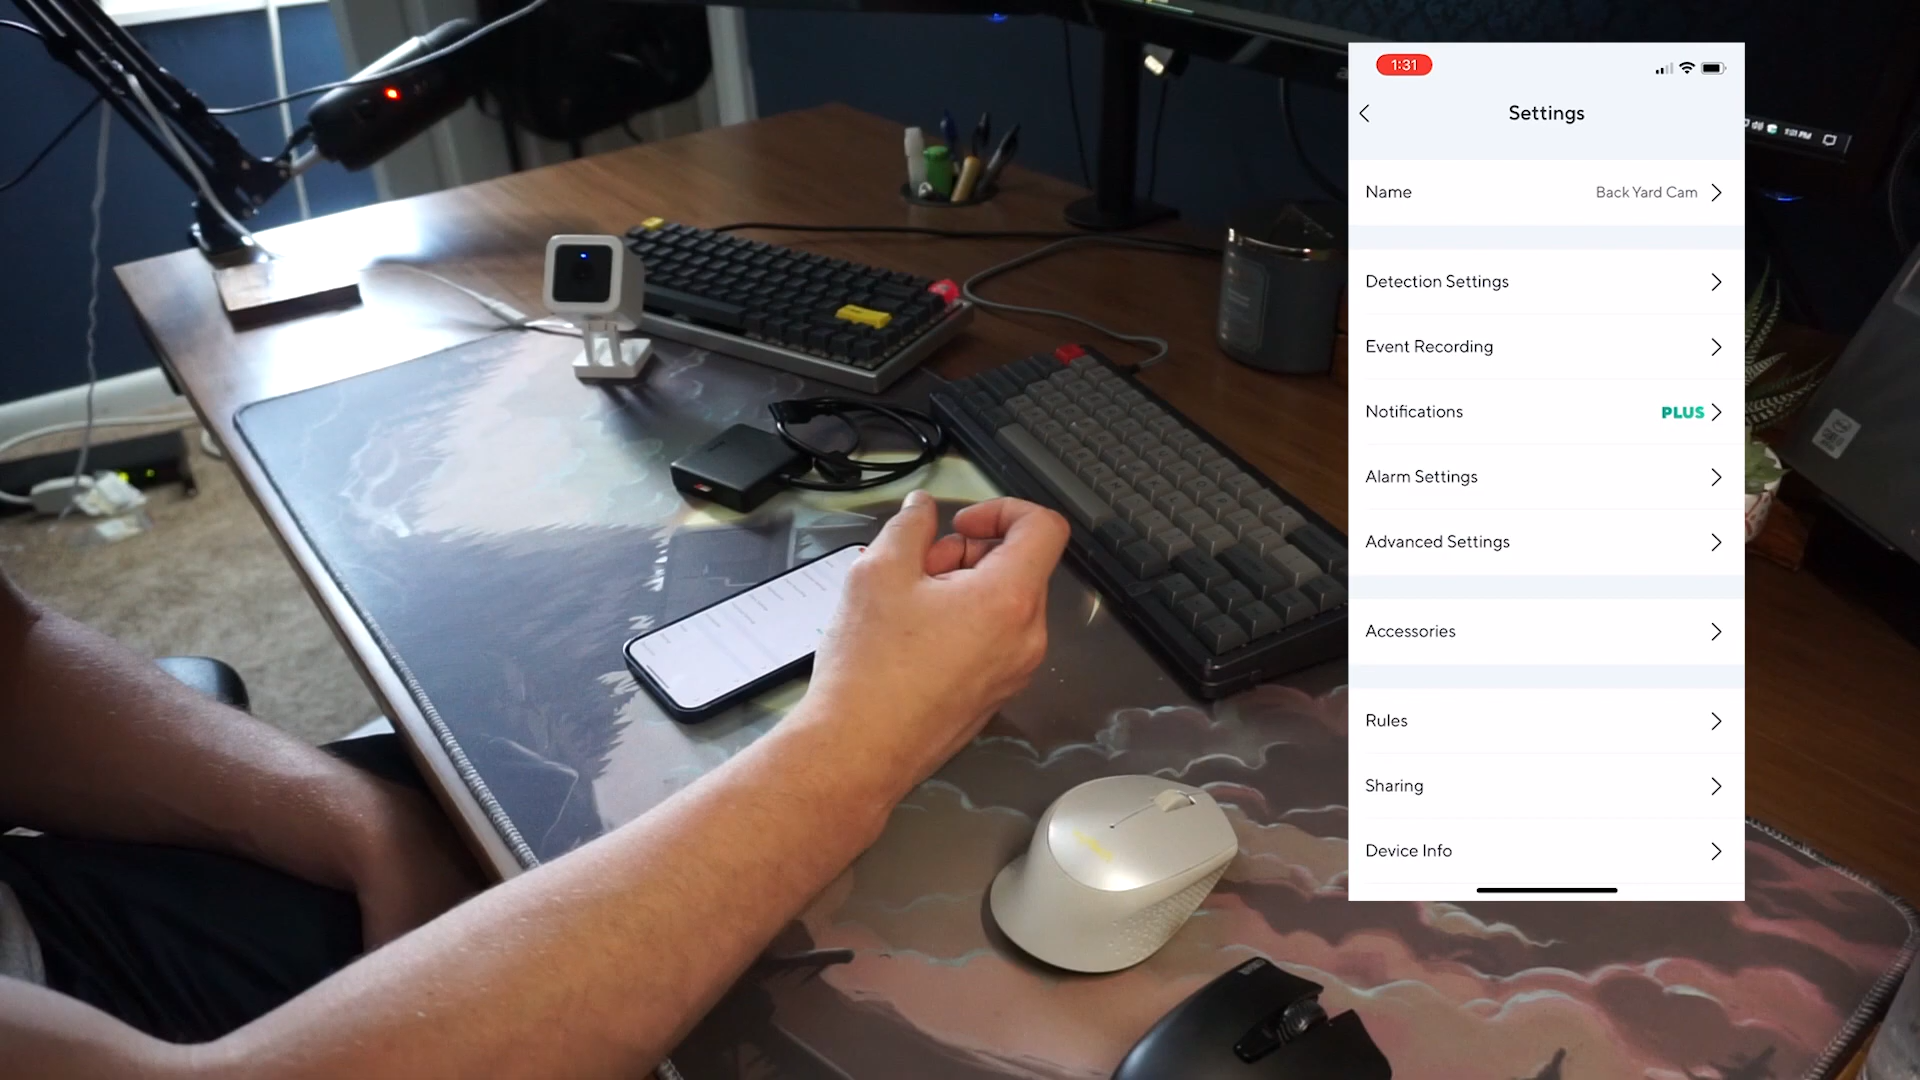 1:31
Settings
Name
Back Yard Cam
Detection Settings
Event Recording
Notifications
PLUS
Alarm Settings
Advanced Settings
Accessories
Rules
Sharing
Device Info